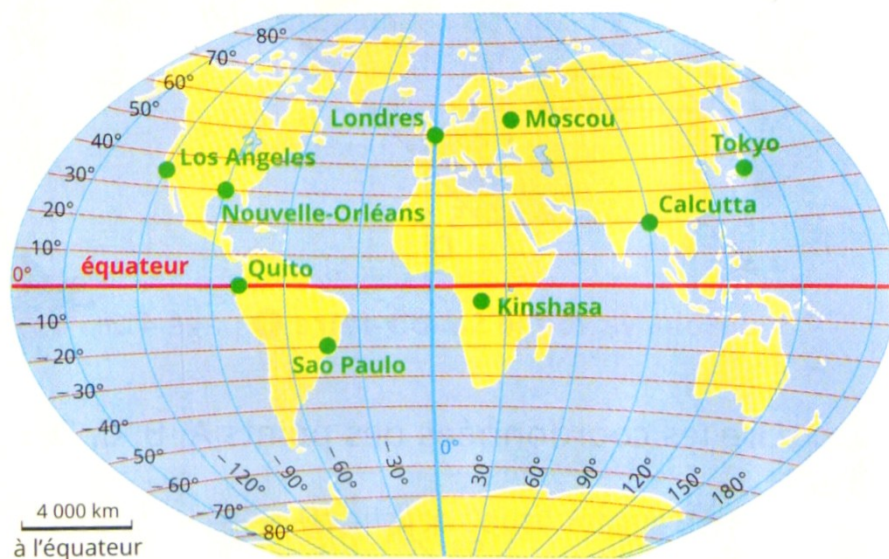 80°
70°
60°
50°
40°
30°
20°
10°
0°
−10°
−20°
−30°
−40°
−50°
−60°
−70°
−80°
Londres
Moscou
Los Angeles
Tokyo
Nouvelle-Orléans
Calcutta
équateur
Quito
Kinshasa
Sao Paulo
−120°
−90°
−60°
−30°
0°
30°
60°
90°
120°
150°
180°
4 000 km
à l'équateur